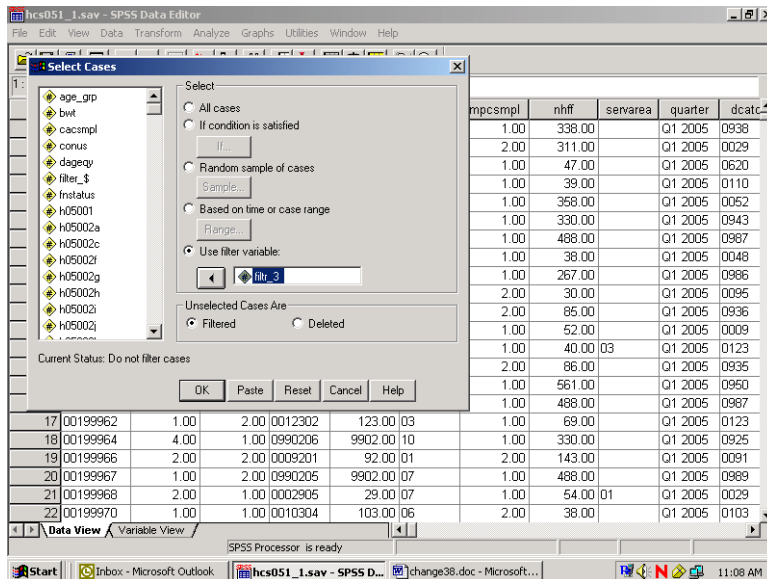 hcs051_1.sav - SPSS Data Editor
File Edit View Data Transform Analyze Graphs Utilities Window Help
Select Cases
1 :
age_grp
bwt
cacsmpl
conus
dageqy
filter_$
fnstatus
h05001
h05002a
h05002c
h05002f
h05002g
h05002h
h05002i
h05002j
Select
All cases
If condition is satisfied
If...
Random sample of cases
Sample...
Based on time or case range
Range...
Use filter variable:
filtr_3
Unselected Cases Are
Filtered Deleted
Current Status: Do not filter cases
OK Paste Reset Cancel Help
mpcsmpl nhff servarea quarter dcatc
1.00 338.00 Q1 2005 0938
2.00 311.00 Q1 2005 0029
1.00 47.00 Q1 2005 0620
1.00 39.00 Q1 2005 0110
1.00 358.00 Q1 2005 0052
1.00 330.00 Q1 2005 0943
1.00 488.00 Q1 2005 0987
1.00 38.00 Q1 2005 0048
1.00 267.00 Q1 2005 0986
2.00 30.00 Q1 2005 0095
2.00 85.00 Q1 2005 0936
1.00 52.00 Q1 2005 0009
1.00 40.00 03 Q1 2005 0123
2.00 86.00 Q1 2005 0935
1.00 561.00 Q1 2005 0950
1.00 488.00 Q1 2005 0987
17 00199962 1.00 2.00 0012302 123.00 03 1.00 69.00 Q1 2005 0123
18 00199964 4.00 1.00 0990206 9902.00 10 1.00 330.00 Q1 2005 0925
19 00199966 2.00 2.00 0009201 92.00 01 2.00 143.00 Q1 2005 0091
20 00199967 1.00 2.00 0990205 9902.00 07 1.00 488.00 Q1 2005 0989
21 00199968 2.00 1.00 0002905 29.00 07 1.00 54.00 01 Q1 2005 0029
22 00199970 1.00 1.00 0010304 103.00 06 2.00 38.00 Q1 2005 0103
Data View Variable View
SPSS Processor is ready
Start Inbox - Microsoft Outlook hcs051_1.sav - SPSS D... change38.doc - Microsoft... 11:08 AM